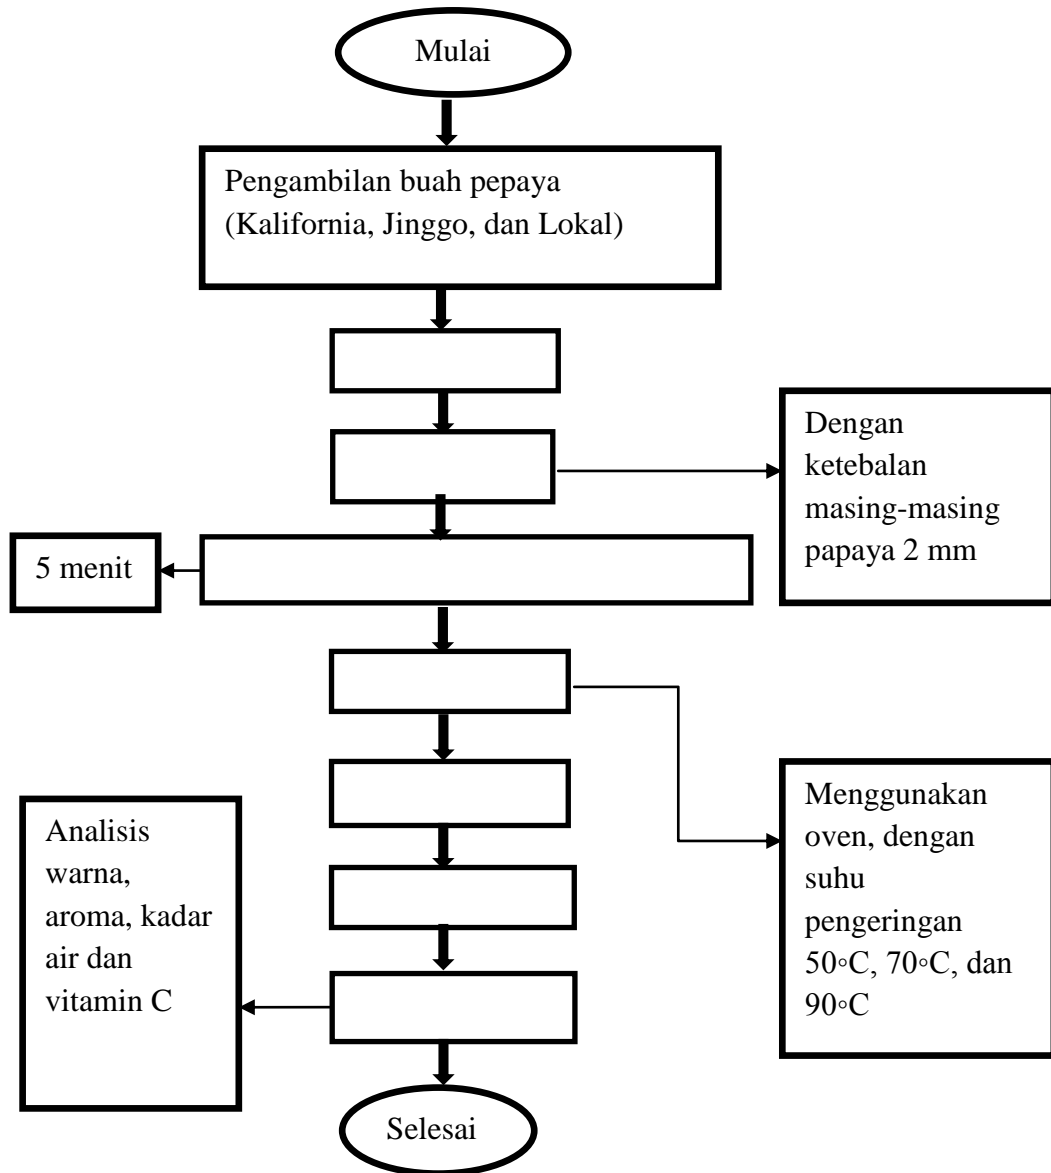 Mulai
Pengambilan buah pepaya
(Kalifornia, Jinggo, dan Lokal)
Dengan
ketebalan
masing-masing
papaya 2 mm
5 menit
Menggunakan
oven, dengan
suhu
pengeringan
50◦C, 70◦C, dan
90◦C
Analisis
warna,
aroma, kadar
air dan
vitamin C
Selesai